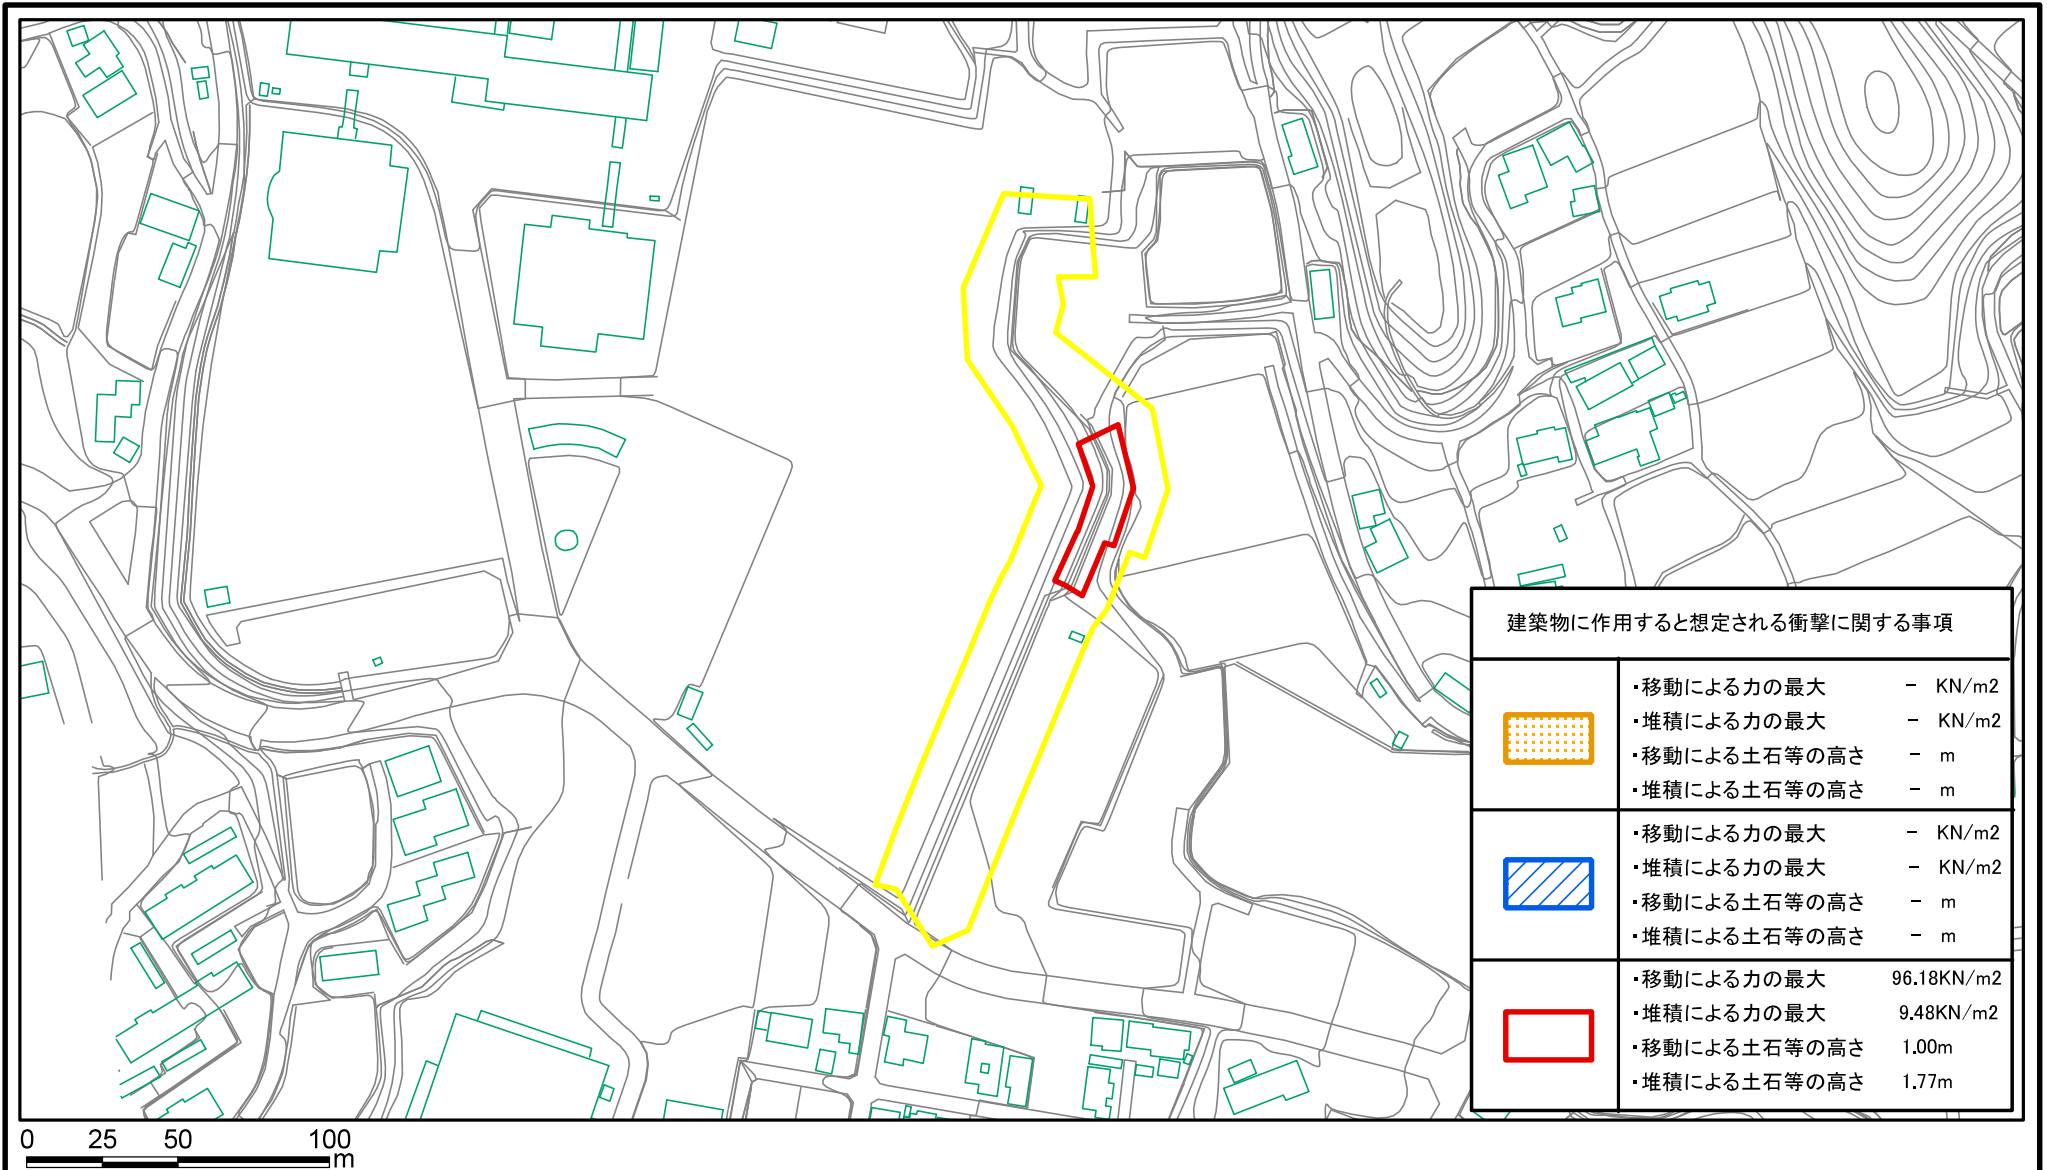 建築物に作用すると想定される衝撃に関する事項
・移動による力の最大 － KN/m2
・堆積による力の最大 － KN/m2
・移動による土石等の高さ － m
・堆積による土石等の高さ － m
・移動による力の最大 － KN/m2
・堆積による力の最大 － KN/m2
・移動による土石等の高さ － m
・堆積による土石等の高さ － m
・移動による力の最大 96.18KN/m2
・堆積による力の最大 9.48KN/m2
・移動による土石等の高さ 1.00m
・堆積による土石等の高さ 1.77m
0 25 50 100
m